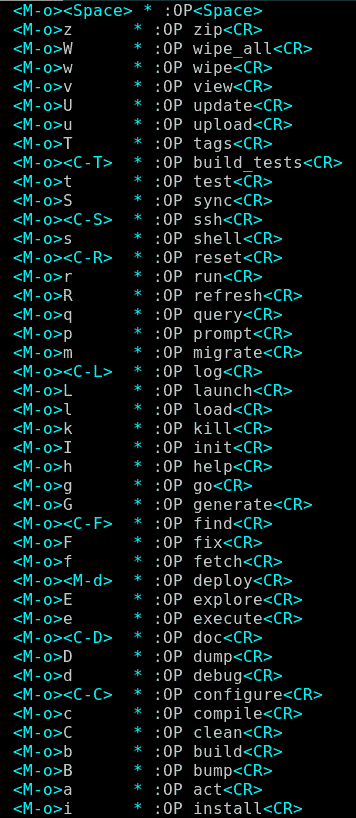 <M-o><Space> * :OP<Space>
<M-o>z * :OP zip<CR>
<M-o>W * :OP wipe_all<CR>
<M-o>w * :OP wipe<CR>
<M-o>v * :OP view<CR>
<M-o>U * :OP update<CR>
<M-o>u * :OP upload<CR>
<M-o>T * :OP tags<CR>
<M-o><C-T> * :OP build_tests<CR>
<M-o>t * :OP test<CR>
<M-o>S * :OP sync<CR>
<M-o><C-S> * :OP ssh<CR>
<M-o>s * :OP shell<CR>
<M-o><C-R> * :OP reset<CR>
<M-o>r * :OP run<CR>
<M-o>R * :OP refresh<CR>
<M-o>q * :OP query<CR>
<M-o>p * :OP prompt<CR>
<M-o>m * :OP migrate<CR>
<M-o><C-L> * :OP log<CR>
<M-o>L * :OP launch<CR>
<M-o>l * :OP load<CR>
<M-o>k * :OP kill<CR>
<M-o>I * :OP init<CR>
<M-o>h * :OP help<CR>
<M-o>g * :OP go<CR>
<M-o>G * :OP generate<CR>
<M-o><C-F> * :OP find<CR>
<M-o>F * :OP fix<CR>
<M-o>f * :OP fetch<CR>
<M-o><M-d> * :OP deploy<CR>
<M-o>E * :OP explore<CR>
<M-o>e * :OP execute<CR>
<M-o><C-D> * :OP doc<CR>
<M-o>D * :OP dump<CR>
<M-o>d * :OP debug<CR>
<M-o><C-C> * :OP configure<CR>
<M-o>c * :OP compile<CR>
<M-o>C * :OP clean<CR>
<M-o>b * :OP build<CR>
<M-o>B * :OP bump<CR>
<M-o>a * :OP act<CR>
<M-o>i * :OP install<CR>